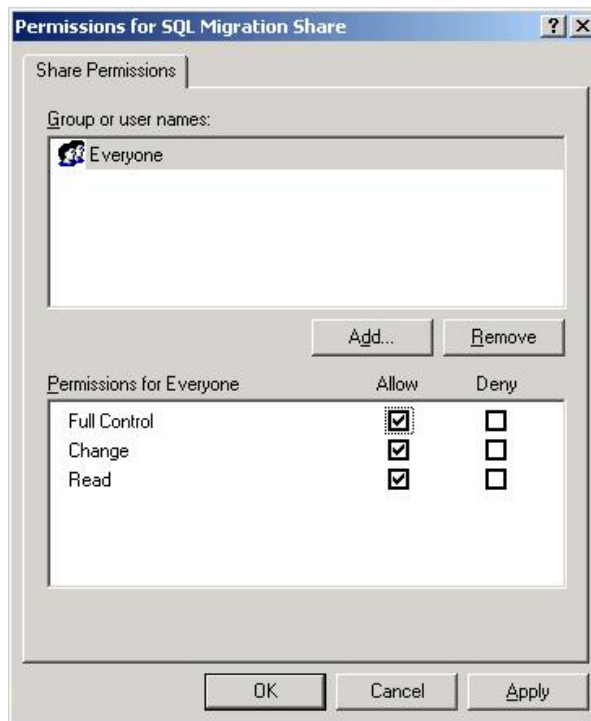 Permissions for SQL Migration Share
Share Permissions
Group or user names:
Everyone
Add... Remove
Permissions for Everyone Allow Deny
Full Control
Change
Read
OK Cancel Apply